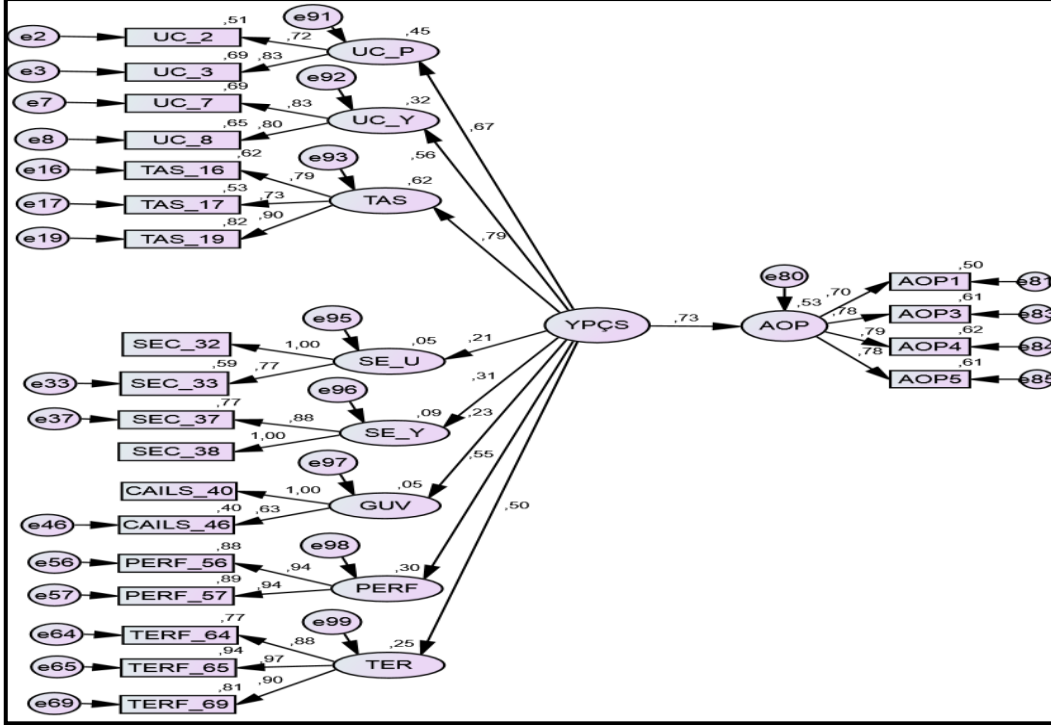 e91
,51
,45
e2 UC_2 ,72 UC_P
,69 ,83
e3 UC_3
e92
,69
e7 UC_7 ,83 ,32 ,67
,65 ,80 UC_Y
e8 UC_8
,62 e93 ,56
e16 TAS_16 ,79 ,62
,53 ,73
e17 TAS_17 TAS
,82 ,90
e19 TAS_19 ,79
e80 ,50
,70 AOP1 e81
e95 ,53 ,78 ,61
AOP3 e83
YPÇS ,73 AOP
,79 ,62
SEC_32 1,00 ,05 ,21 AOP4 e84
,59 ,77 SE_U ,78 ,61
e33 SEC_33 AOP5 e85
e96 ,31
,77 ,09 ,23
e37 SEC_37 ,88 SE_Y
1,00
SEC_38
e97 ,55
CAILS_40 1,00 ,05 ,50
,40 ,63 GUV
e46 CAILS_46
,88 e98
e56 PERF_56 ,94 ,30
,89 ,94 PERF
e57 PERF_57
,77 e99
e64 TERF_64 ,88 ,25
,94 ,97
e65 TERF_65 TER
,81 ,90
e69 TERF_69